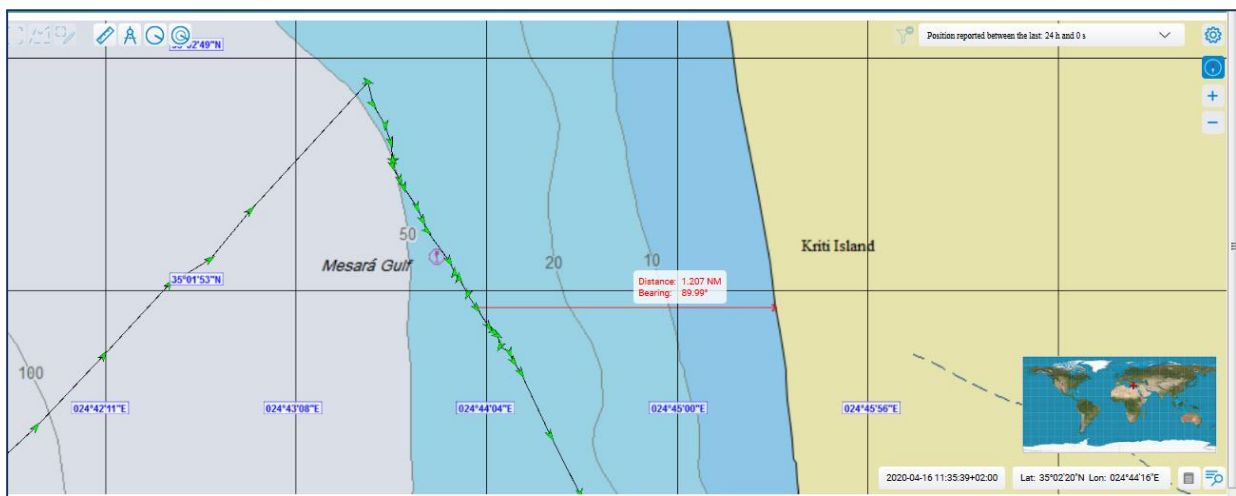 Position reported between the last: 24 h and 0 s
02'49"N
50
Mesará Gulf
Kriti Island
20
10
35°01'53"N
Distance: 1.207 NM
Bearing: 89.99°
100
024°42'11"E
024°43'08"E
024°44'04"E
024°45'00"E
024°45'56"E
2020-04-16 11:35:39+02:00
Lat: 35°02'20"N Lon: 024°44'16"E